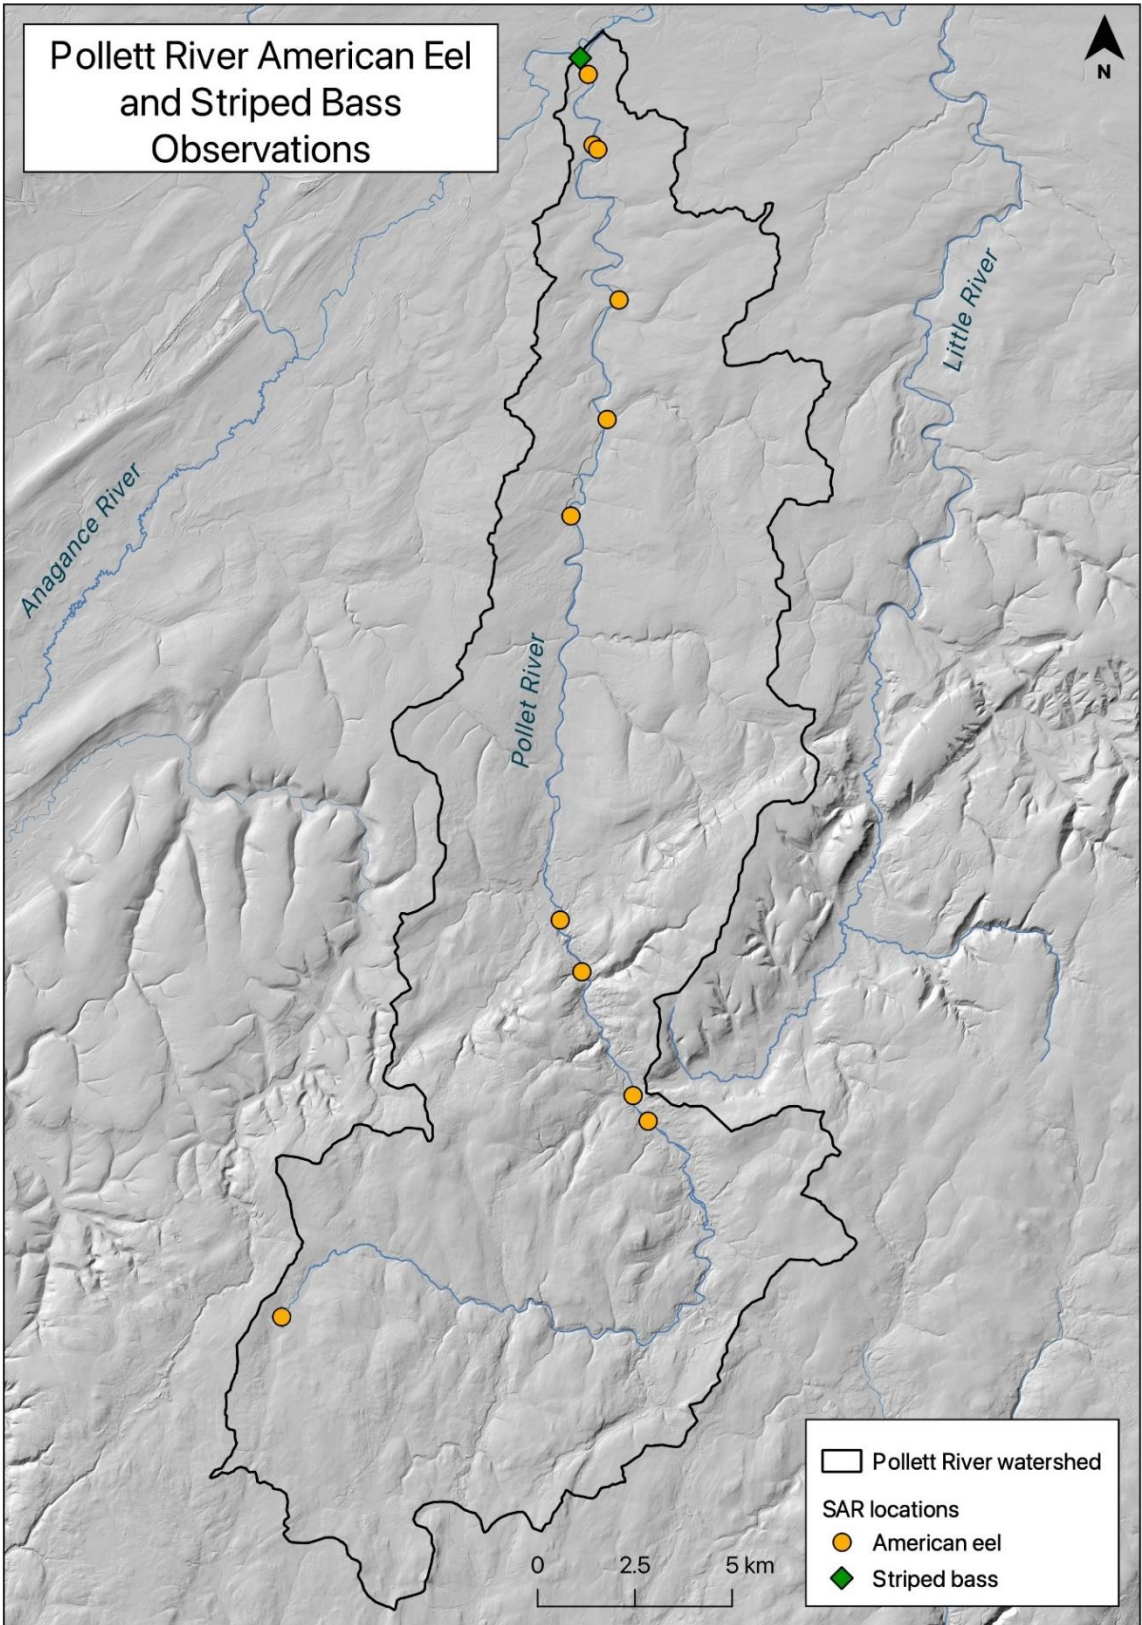 Pollett River American Eel
and Striped Bass
Observations
N
Little River
Anagance River
Pollet River
Pollett River watershed
SAR locations
American eel
Striped bass
0 2.5 5 km